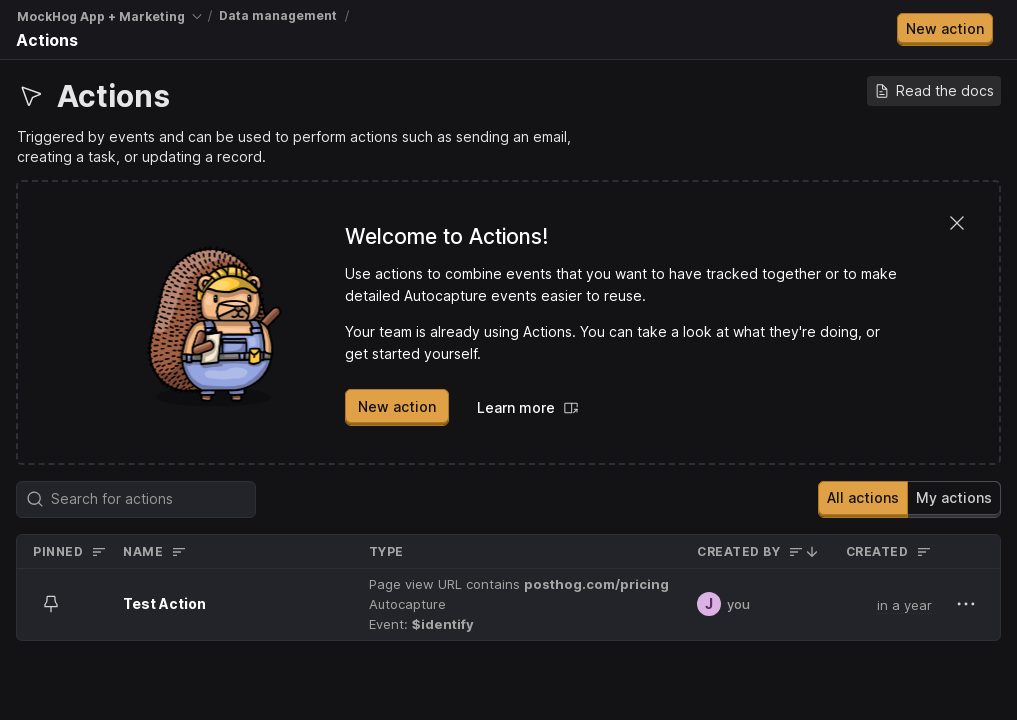 MockHog App + Marketing / Data management /
Actions
New action
Actions
Read the docs
Triggered by events and can be used to perform actions such as sending an email,
creating a task, or updating a record.
Welcome to Actions!
Use actions to combine events that you want to have tracked together or to make
detailed Autocapture events easier to reuse.
Your team is already using Actions. You can take a look at what they're doing, or
get started yourself.
New action
Learn more
Search for actions
All actions
My actions
PINNED NAME TYPE CREATED BY CREATED
Test Action
Page view URL contains posthog.com/pricing
Autocapture
Event: $identify
J you
in a year